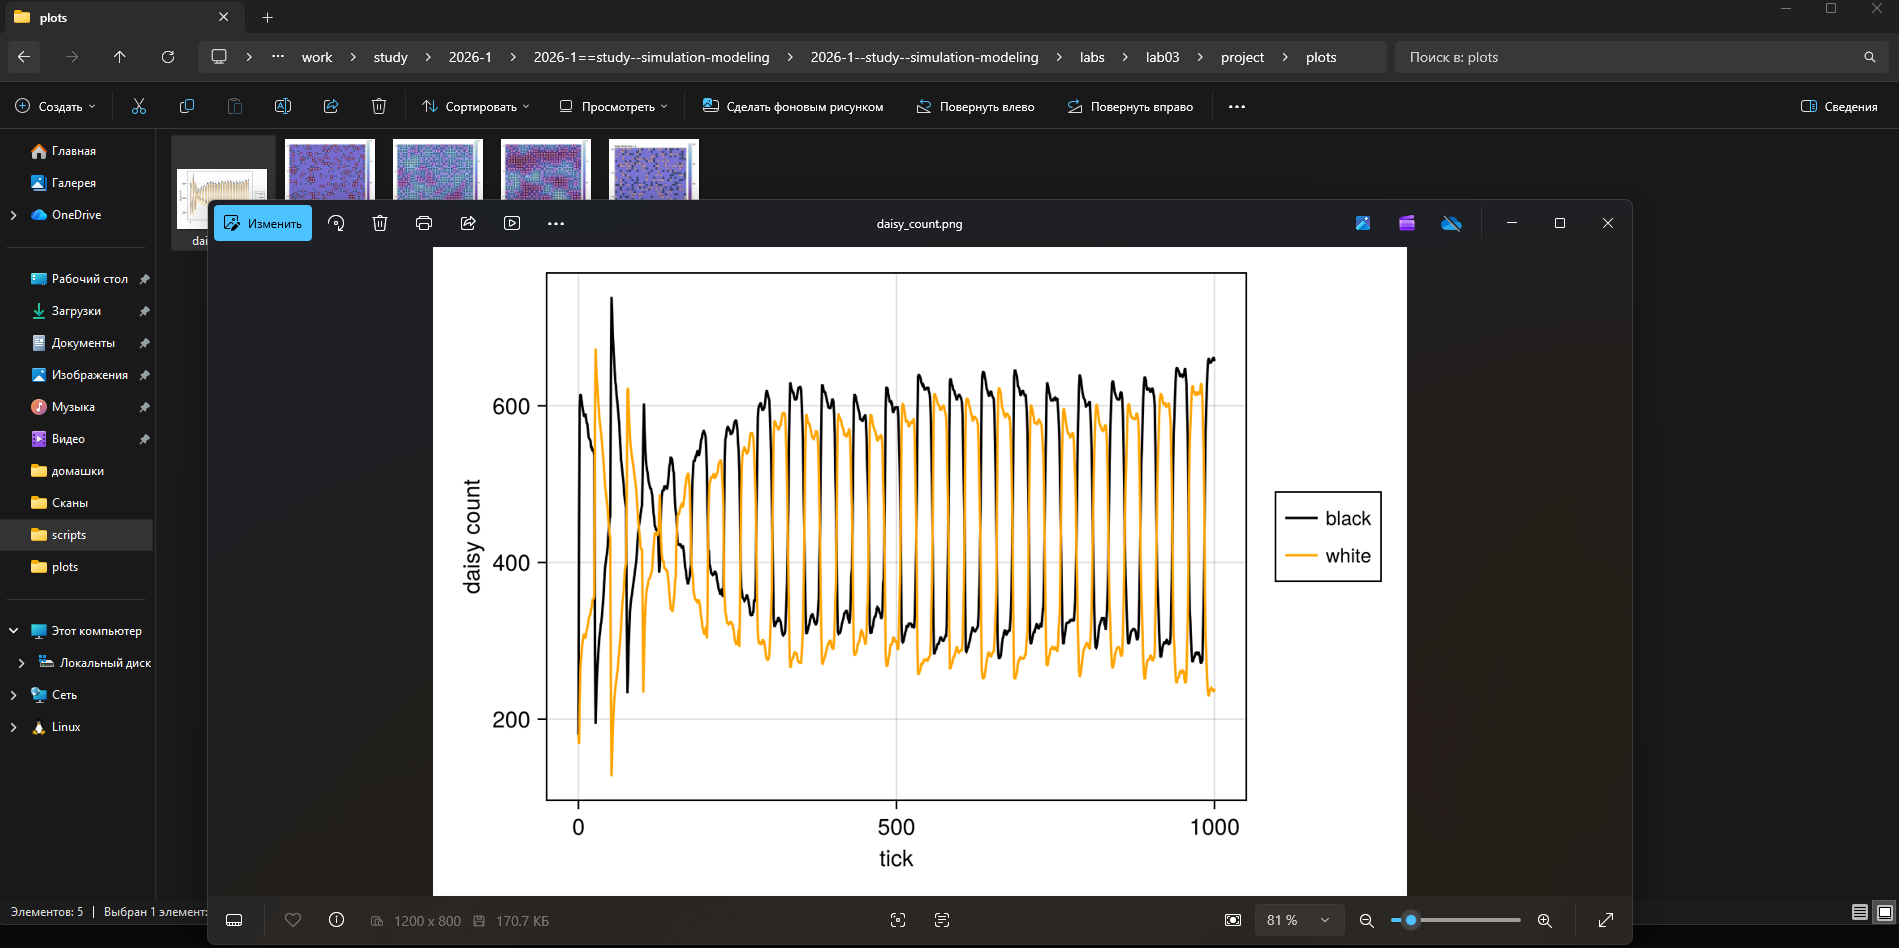 plots
work
study
2026-1
2026-1==study--simulation-modeling
2026-1--study--simulation-modeling
labs
lab03
project
plots
Поиск в: plots
Создать
Сортировать
Просмотреть
Сделать фоновым рисунком
Повернуть влево
Повернуть вправо
Сведения
Главная
Галерея
OneDrive
Рабочий стол
Загрузки
Документы
Изображения
Музыка
Видео
домашки
Сканы
scripts
plots
Этот компьютер
Локальный диск
Сеть
Linux
Элементов: 5
Выбран 1 элемент:
dai
Изменить
daisy_count.png
daisy count
600
400
200
0
500
1000
tick
black
white
1200 x 800
170.7 КБ
81 %